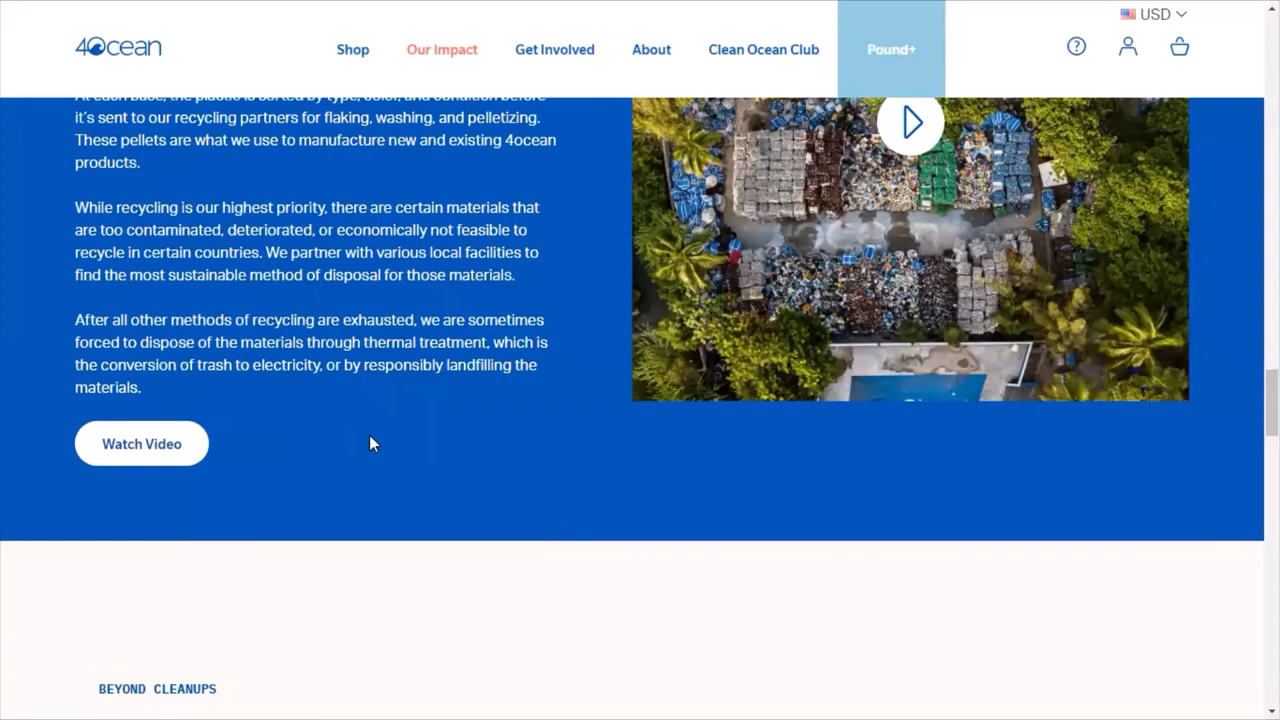 USD
4Ocean
Shop
Our Impact
Get Involved
About
Clean Ocean Club
Pound+
At each base, the plastic is sorted by type, color, and condition before
it's sent to our recycling partners for flaking, washing, and pelletizing.
These pellets are what we use to manufacture new and existing 4ocean
products.
While recycling is our highest priority, there are certain materials that
are too contaminated, deteriorated, or economically not feasible to
recycle in certain countries. We partner with various local facilities to
find the most sustainable method of disposal for those materials.
After all other methods of recycling are exhausted, we are sometimes
forced to dispose of the materials through thermal treatment, which is
the conversion of trash to electricity, or by responsibly landfilling the
materials.
Watch Video
BEYOND CLEANUPS